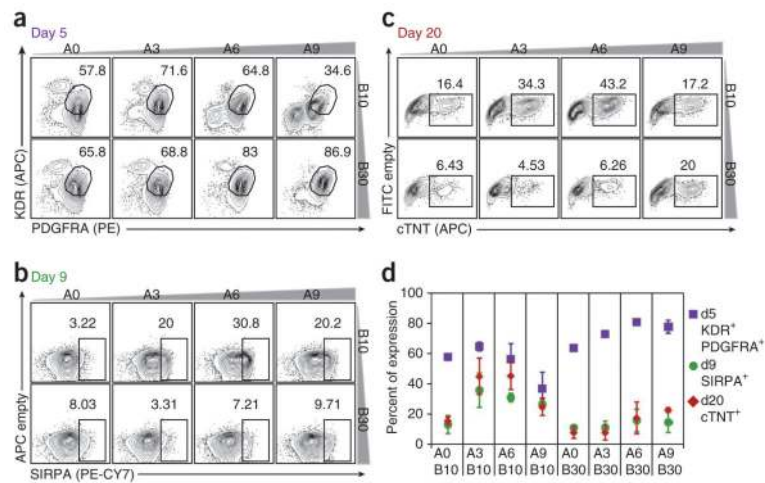 a
Day 5
A0 A3 A6 A9
57.8 71.6 64.8 34.6
B10
65.8 68.8 83 86.9
B30
KDR (APC)
PDGFRA (PE)
b
Day 9
A0 A3 A6 A9
3.22 20 30.8 20.2
B10
8.03 3.31 7.21 9.71
B30
APC empty
SIRPA (PE-CY7)
c
Day 20
A0 A3 A6 A9
16.4 34.3 43.2 17.2
B10
6.43 4.53 6.26 20
B30
FITC empty
cTNT (APC)
d
Percent of expression
100
80
60
40
20
0
A0 A3 A6 A9 A0 A3 A6 A9
B10 B10 B10 B10 B30 B30 B30 B30
d5
KDR+
PDGFRA+
d9
SIRPA+
d20
cTNT+